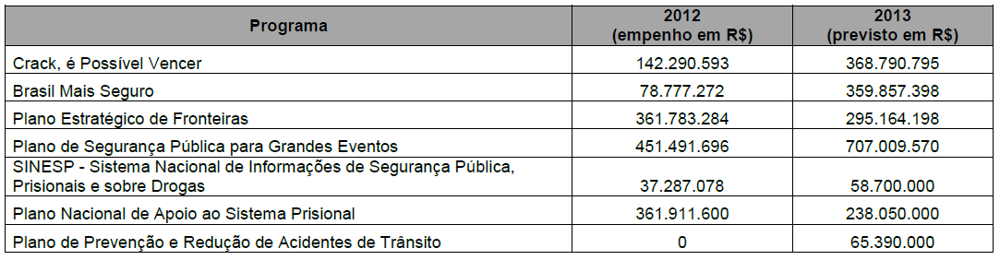 Programa 2012 2013
(empenho em R$) (previsto em R$)
Crack, é Possível Vencer 142.290.593 368.790.795
Brasil Mais Seguro 78.777.272 359.857.398
Plano Estratégico de Fronteiras 361.783.284 295.164.198
Plano de Segurança Pública para Grandes Eventos 451.491.696 707.009.570
SINESP - Sistema Nacional de Informações de Segurança Pública,
Prisionais e sobre Drogas 37.287.078 58.700.000
Plano Nacional de Apoio ao Sistema Prisional 361.911.600 238.050.000
Plano de Prevenção e Redução de Acidentes de Trânsito 0 65.390.000